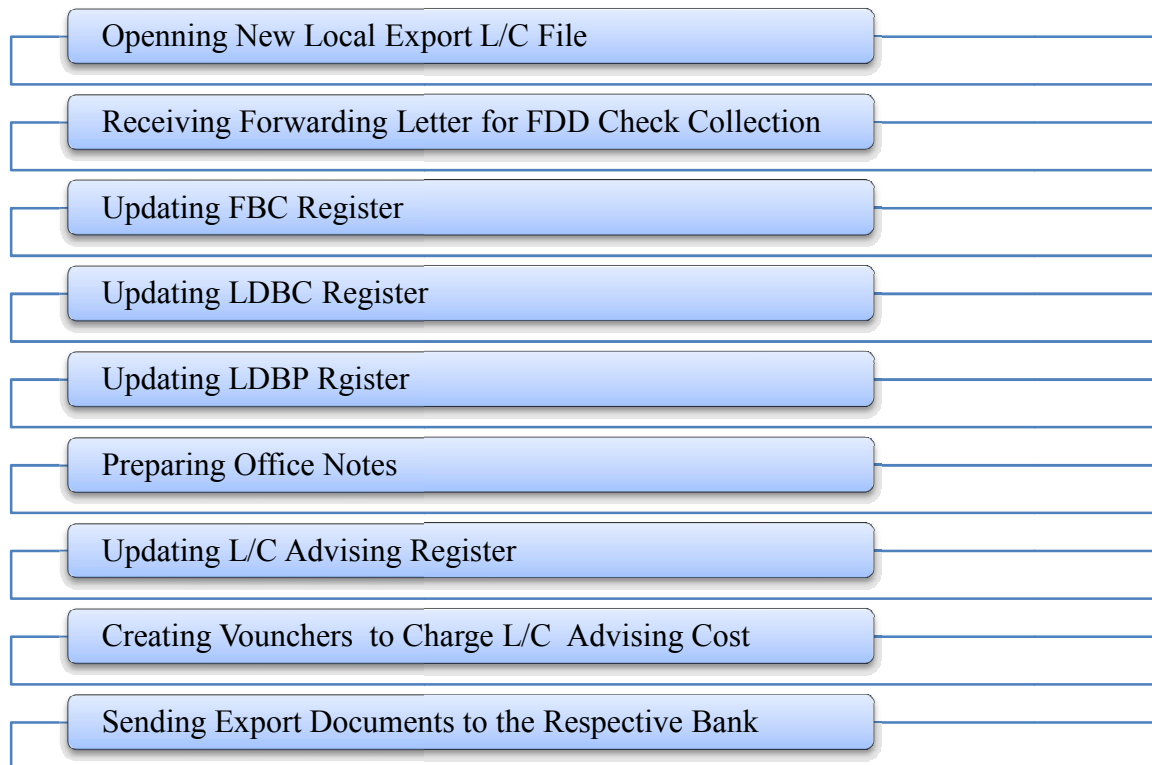 Openning New Local Export L/C File
Receiving Forwarding Letter for FDD Check Collection
Updating FBC Register
Updating LDBC Register
Updating LDBP Rgister
Preparing Office Notes
Updating L/C Advising Register
Creating Vounchers  to Charge L/C  Advising Cost
Sending Export Documents to the Respective Bank